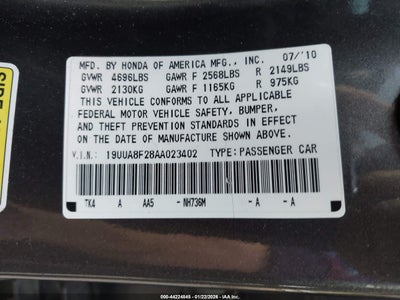 MFD. BY HONDA OF AMERICA MFG., INC. 07/'10
GVWR 4696LBS GAWR F 2568LBS R 2149LBS
GVWR 2130KG GAWR F 1165KG R 975KG
THIS VEHICLE CONFORMS TO ALL APPLICABLE
FEDERAL MOTOR VEHICLE SAFETY, BUMPER,
AND THEFT PREVENTION STANDARDS IN EFFECT
ON THE DATE OF MANUFACTURE SHOWN ABOVE.
V.I.N.: 19UUA8F28AA023402 TYPE: PASSENGER CAR
TK4 A AA5 -NH736M -A -A
000-44224845 - 01/22/2026 - IAA Inc.